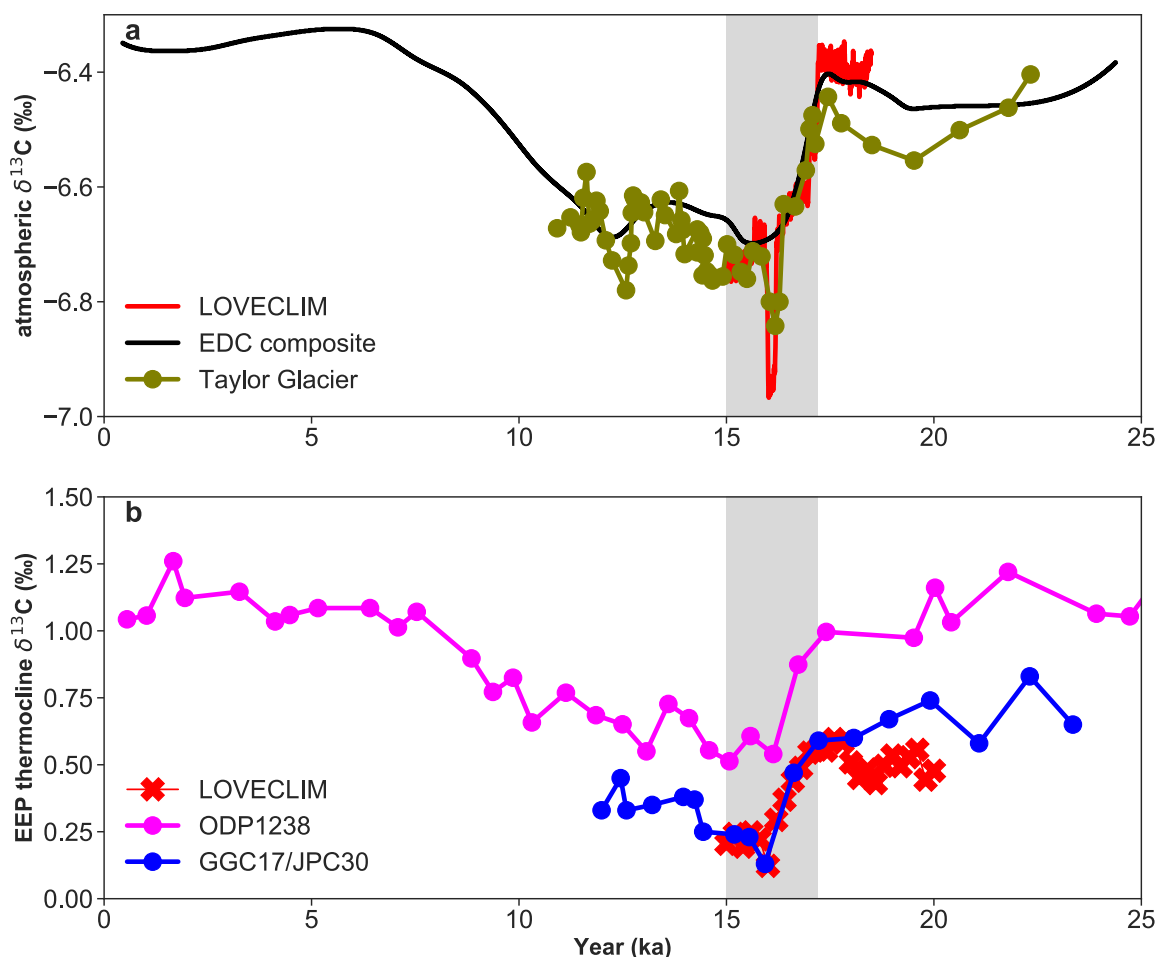 a
atmospheric δ¹³C (‰)
−6.4
−6.6
−6.8
−7.0
LOVECLIM
EDC composite
Taylor Glacier
0 5 10 15 20 25
b
EEP thermocline δ¹³C (‰)
1.50
1.25
1.00
0.75
0.50
0.25
0.00
LOVECLIM
ODP1238
GGC17/JPC30
0 5 10 15 20 25
Year (ka)